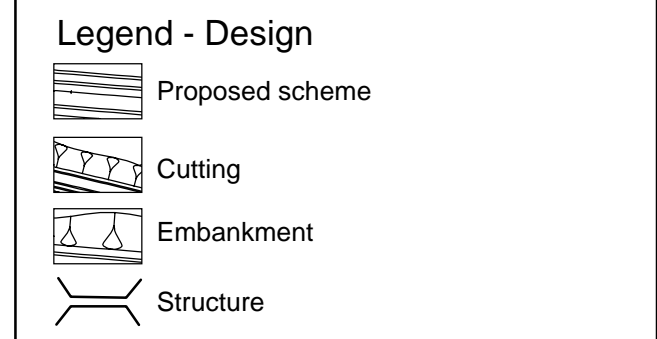 Legend - Design
Proposed scheme
Cutting
Embankment
Structure